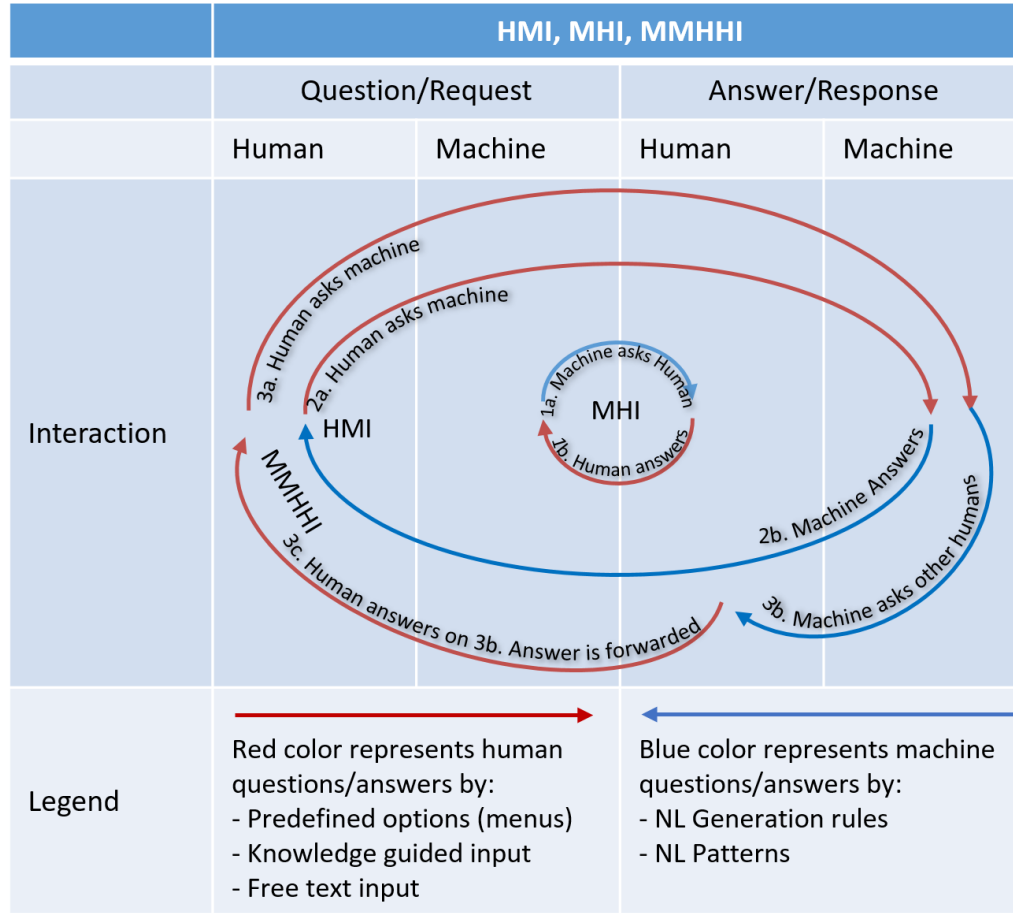 HMI, MHI, MMHHI
Question/Request
Answer/Response
Human
Machine
Human
Machine
Interaction
3a. Human asks machine
2a. Human asks machine
1a. Machine asks Human
MHI
1b. Human answers
HMI
MMHHI
2b. Machine Answers
3b. Machine asks other humans
3c. Human answers on 3b. Answer is forwarded
Legend
Red color represents human
questions/answers by:
- Predefined options (menus)
- Knowledge guided input
- Free text input
Blue color represents machine
questions/answers by:
- NL Generation rules
- NL Patterns